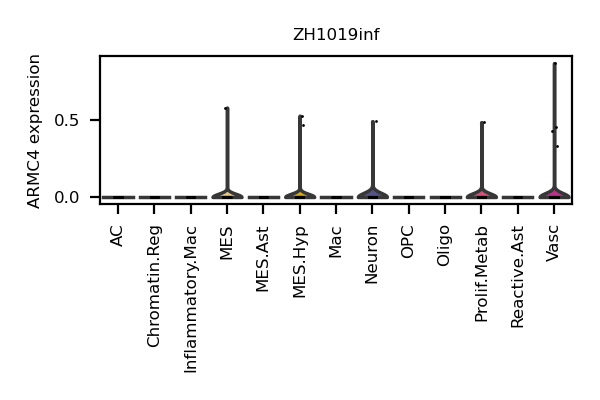 ZH1019inf
ARMC4 expression
0.5
0.0
AC
Chromatin.Reg
Inflammatory.Mac
MES
MES.Ast
MES.Hyp
Mac
Neuron
OPC
Oligo
Prolif.Metab
Reactive.Ast
Vasc